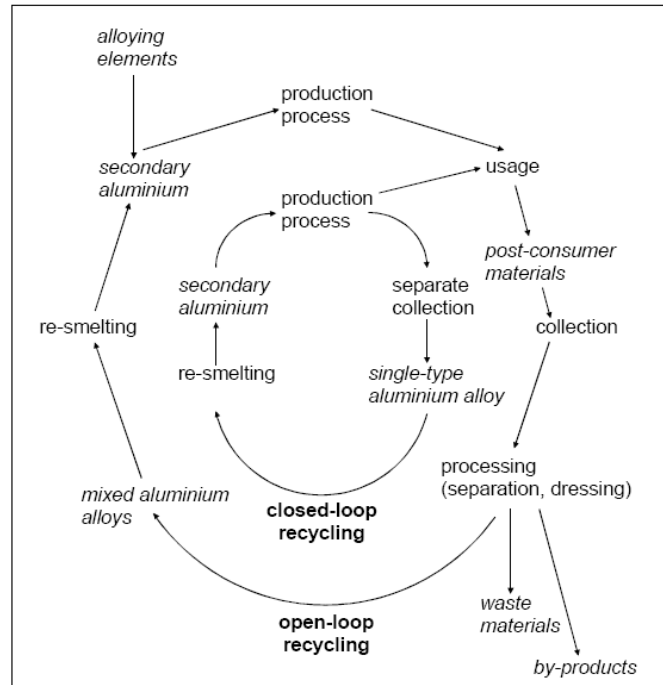 alloying
elements
production
process
secondary
aluminium
usage
production
process
post-consumer
materials
secondary
aluminium
separate
collection
re-smelting
collection
re-smelting
single-type
aluminium alloy
processing
(separation, dressing)
mixed aluminium
alloys
closed-loop
recycling
waste
materials
open-loop
recycling
by-products